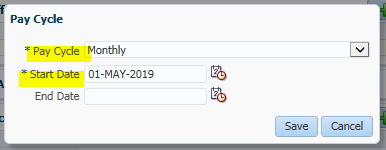 Pay Cycle
* Pay Cycle Monthly
* Start Date 01-MAY-2019
End Date
Save Cancel